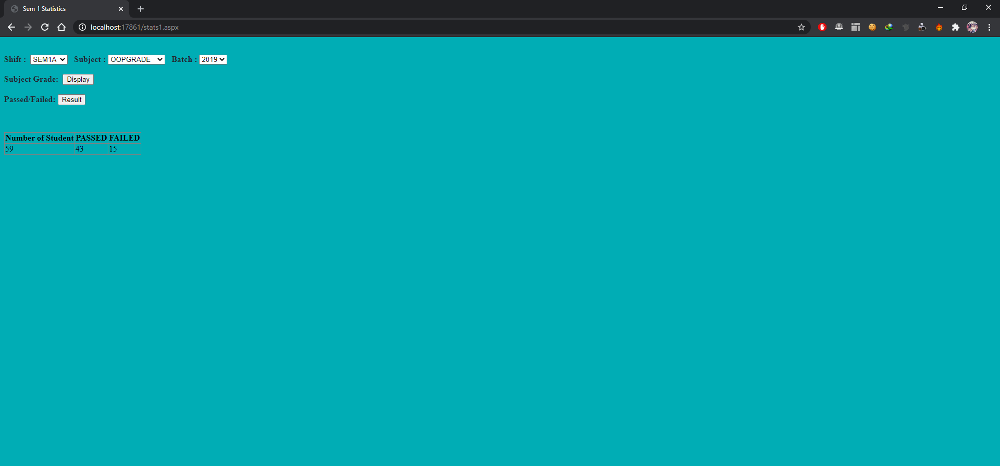 Sem 1 Statistics
localhost:17861/stats1.aspx
Shift : SEM1A Subject : OOPGRADE Batch : 2019
Subject Grade: Display
Passed/Failed: Result
Number of Student PASSED FAILED
59 43 15